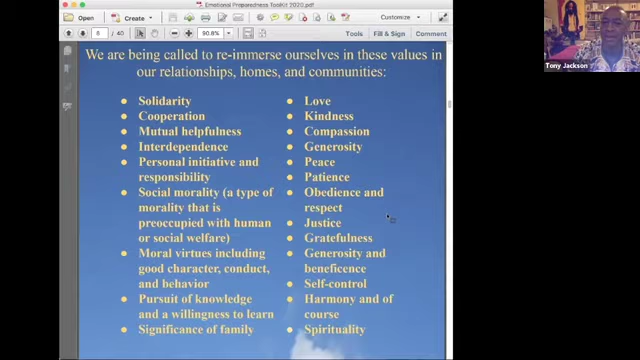 Emotional Preparedness ToolKit 2020.pdf
Create
Customize
8 / 40
90.8%
Tools
Fill & Sign
Comment
We are being called to re-immerse ourselves in these values in
our relationships, homes, and communities:
● Solidarity
● Cooperation
● Mutual helpfulness
● Interdependence
● Personal initiative and
responsibility
● Social morality (a type of
morality that is
preoccupied with human
or social welfare)
● Moral virtues including
good character, conduct,
and behavior
● Pursuit of knowledge
and a willingness to learn
● Significance of family
● Love
● Kindness
● Compassion
● Generosity
● Peace
● Patience
● Obedience and
respect
● Justice
● Gratefulness
● Generosity and
beneficence
● Self-control
● Harmony and of
course
● Spirituality
Tony Jackson